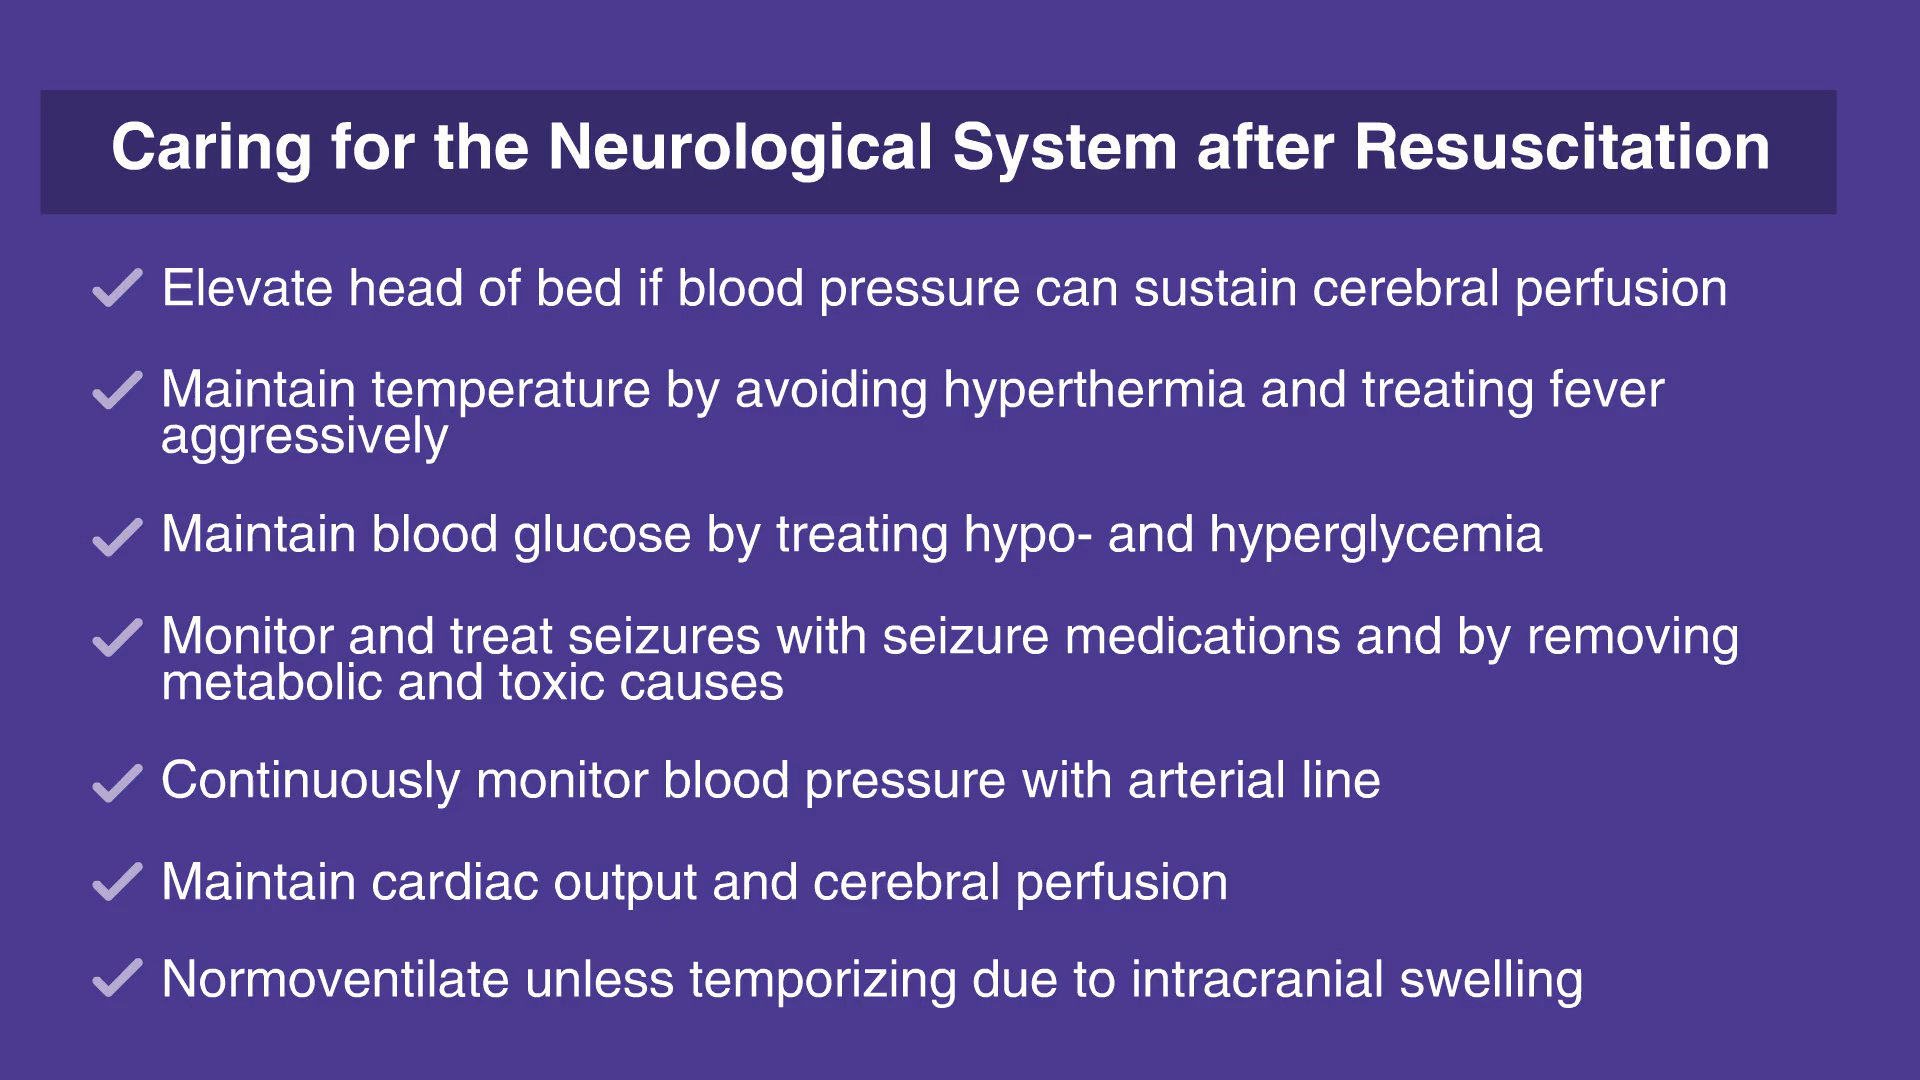 Caring for the Neurological System after Resuscitation
Elevate head of bed if blood pressure can sustain cerebral perfusion
Maintain temperature by avoiding hyperthermia and treating fever
aggressively
Maintain blood glucose by treating hypo- and hyperglycemia
Monitor and treat seizures with seizure medications and by removing
metabolic and toxic causes
Continuously monitor blood pressure with arterial line
Maintain cardiac output and cerebral perfusion
Normoventilate unless temporizing due to intracranial swelling